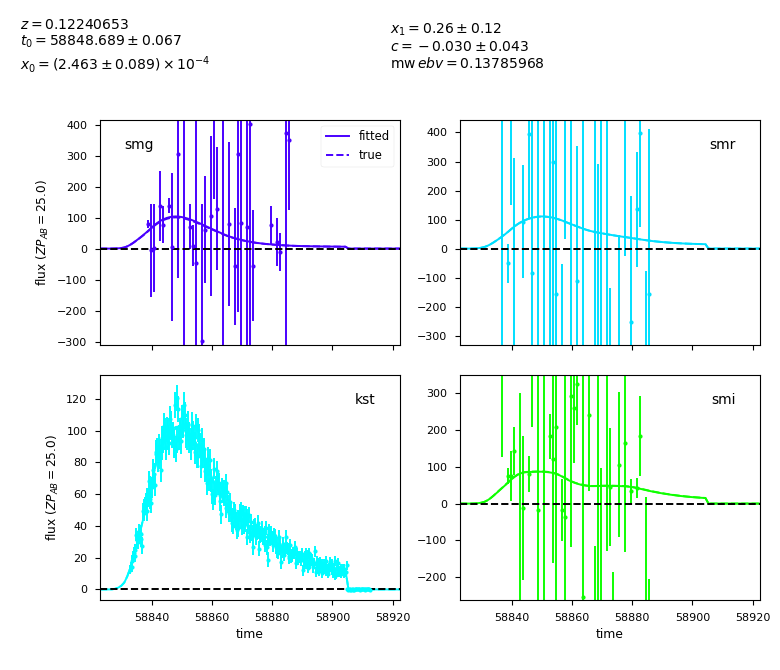 z = 0.12240653
t₀ = 58848.689 ± 0.067
x₀ = (2.463 ± 0.089) × 10⁻⁴
x₁ = 0.26 ± 0.12
c = −0.030 ± 0.043
mw ebv = 0.13785968
smg
fitted
true
flux (ZP_AB = 25.0)
400
300
200
100
0
−100
−200
−300
smr
400
300
200
100
0
−100
−200
−300
kst
flux (ZP_AB = 25.0)
120
100
80
60
40
20
0
58840 58860 58880 58900 58920
time
smi
300
200
100
0
−100
−200
58840 58860 58880 58900 58920
time